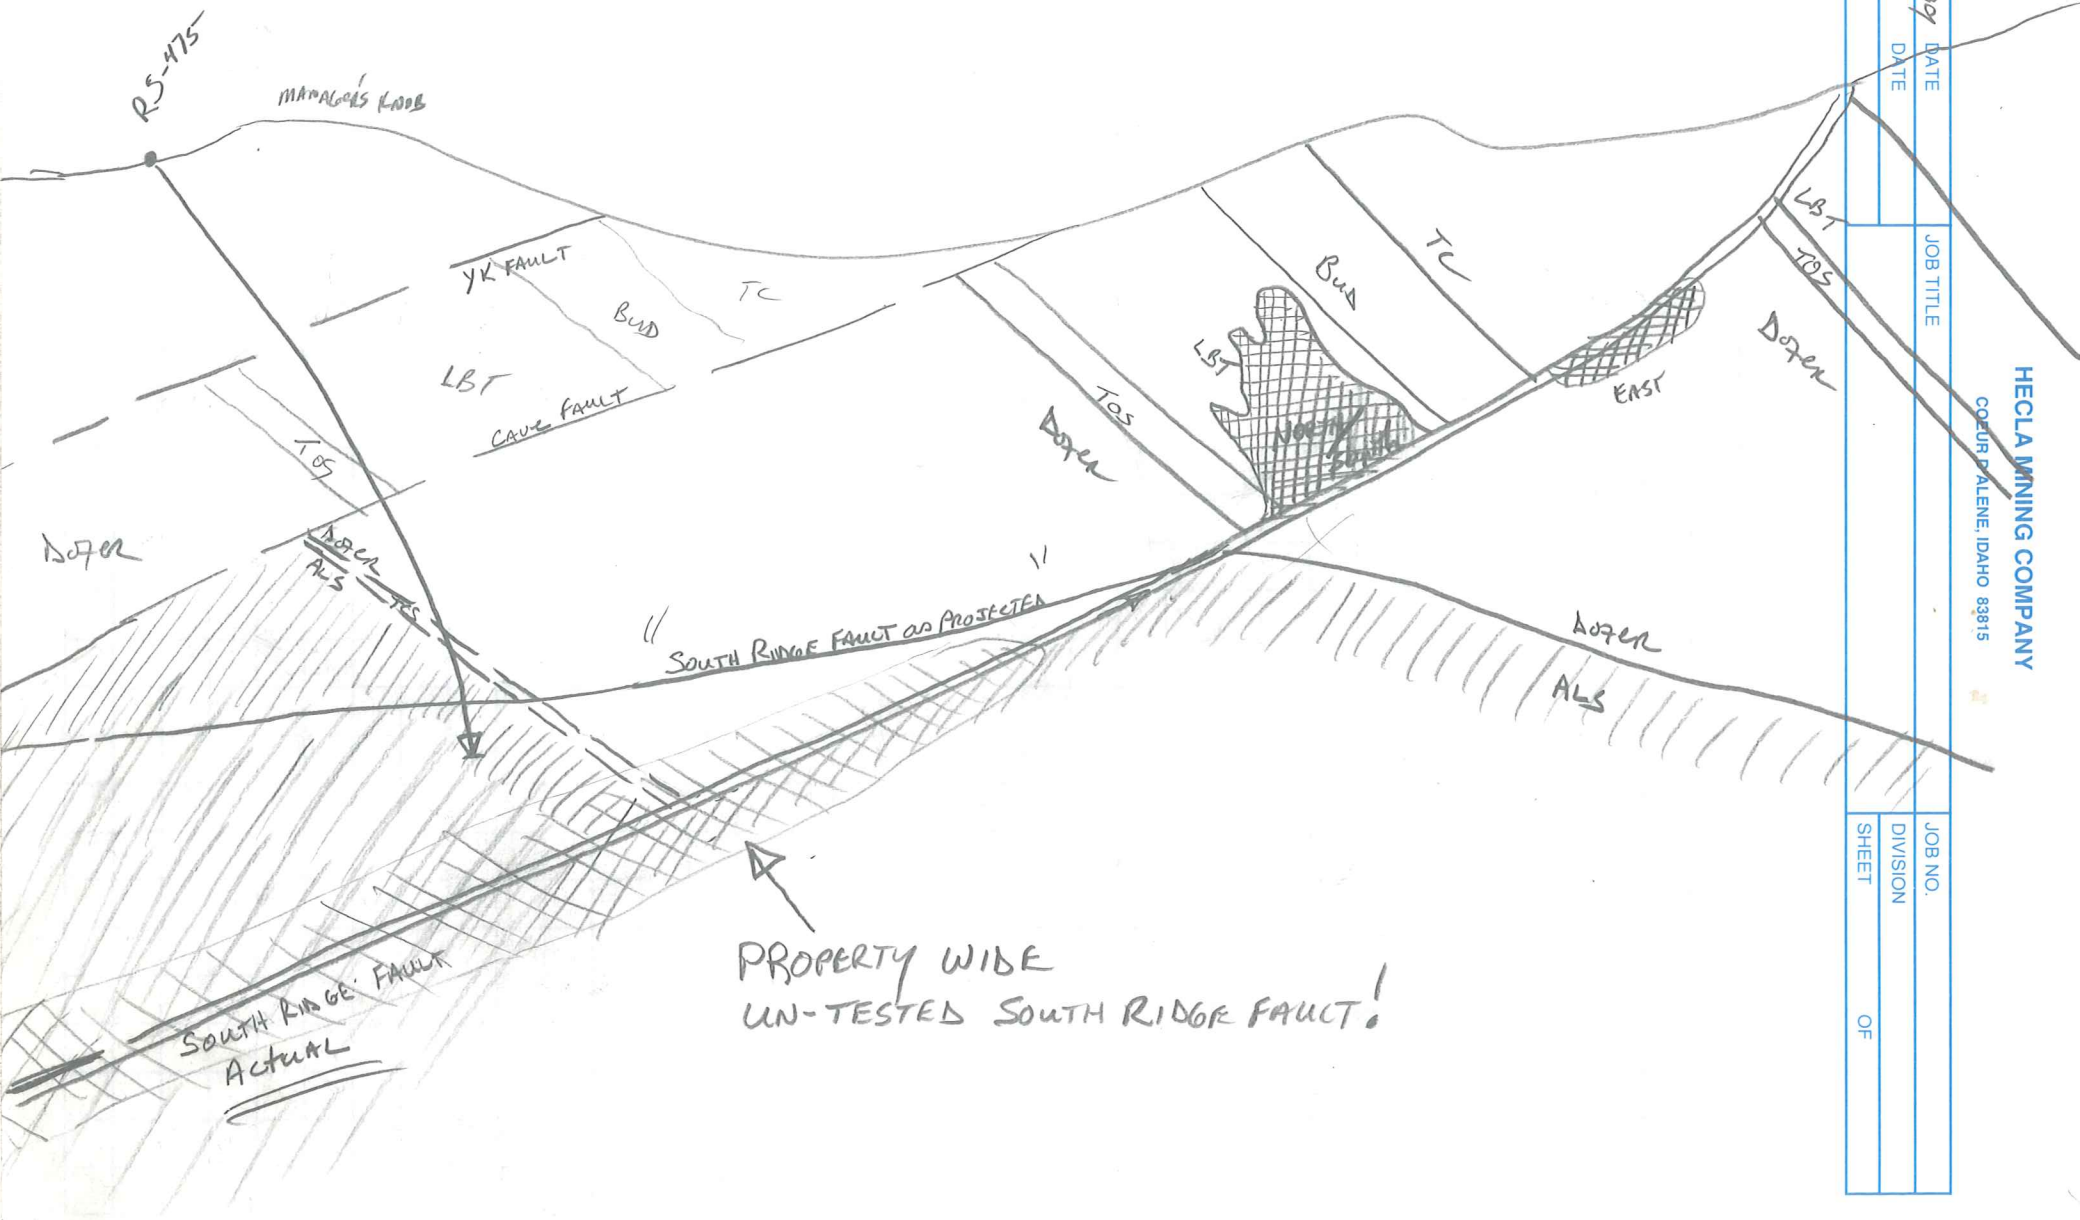 RS-475
MANAGER'S KNOB
YK FAULT
BUD
TC
LBT
CAVE FAULT
TOS
DOZER
DOZER
ALS
TOS
SOUTH RIDGE FAULT as PROJECTED
" "
DOZER
TOS
LBT
BUD
TC
NORTH/
South
EAST
LBT
TOS
DOZER
DOZER
ALS
SOUTH RIDGE FAULT
ACTUAL
PROPERTY WIDE
UN-TESTED SOUTH RIDGE FAULT!
HECLA MINING COMPANY
COEUR D'ALENE, IDAHO 83815
DATE
DATE
JOB TITLE
JOB NO.
DIVISION
SHEET OF